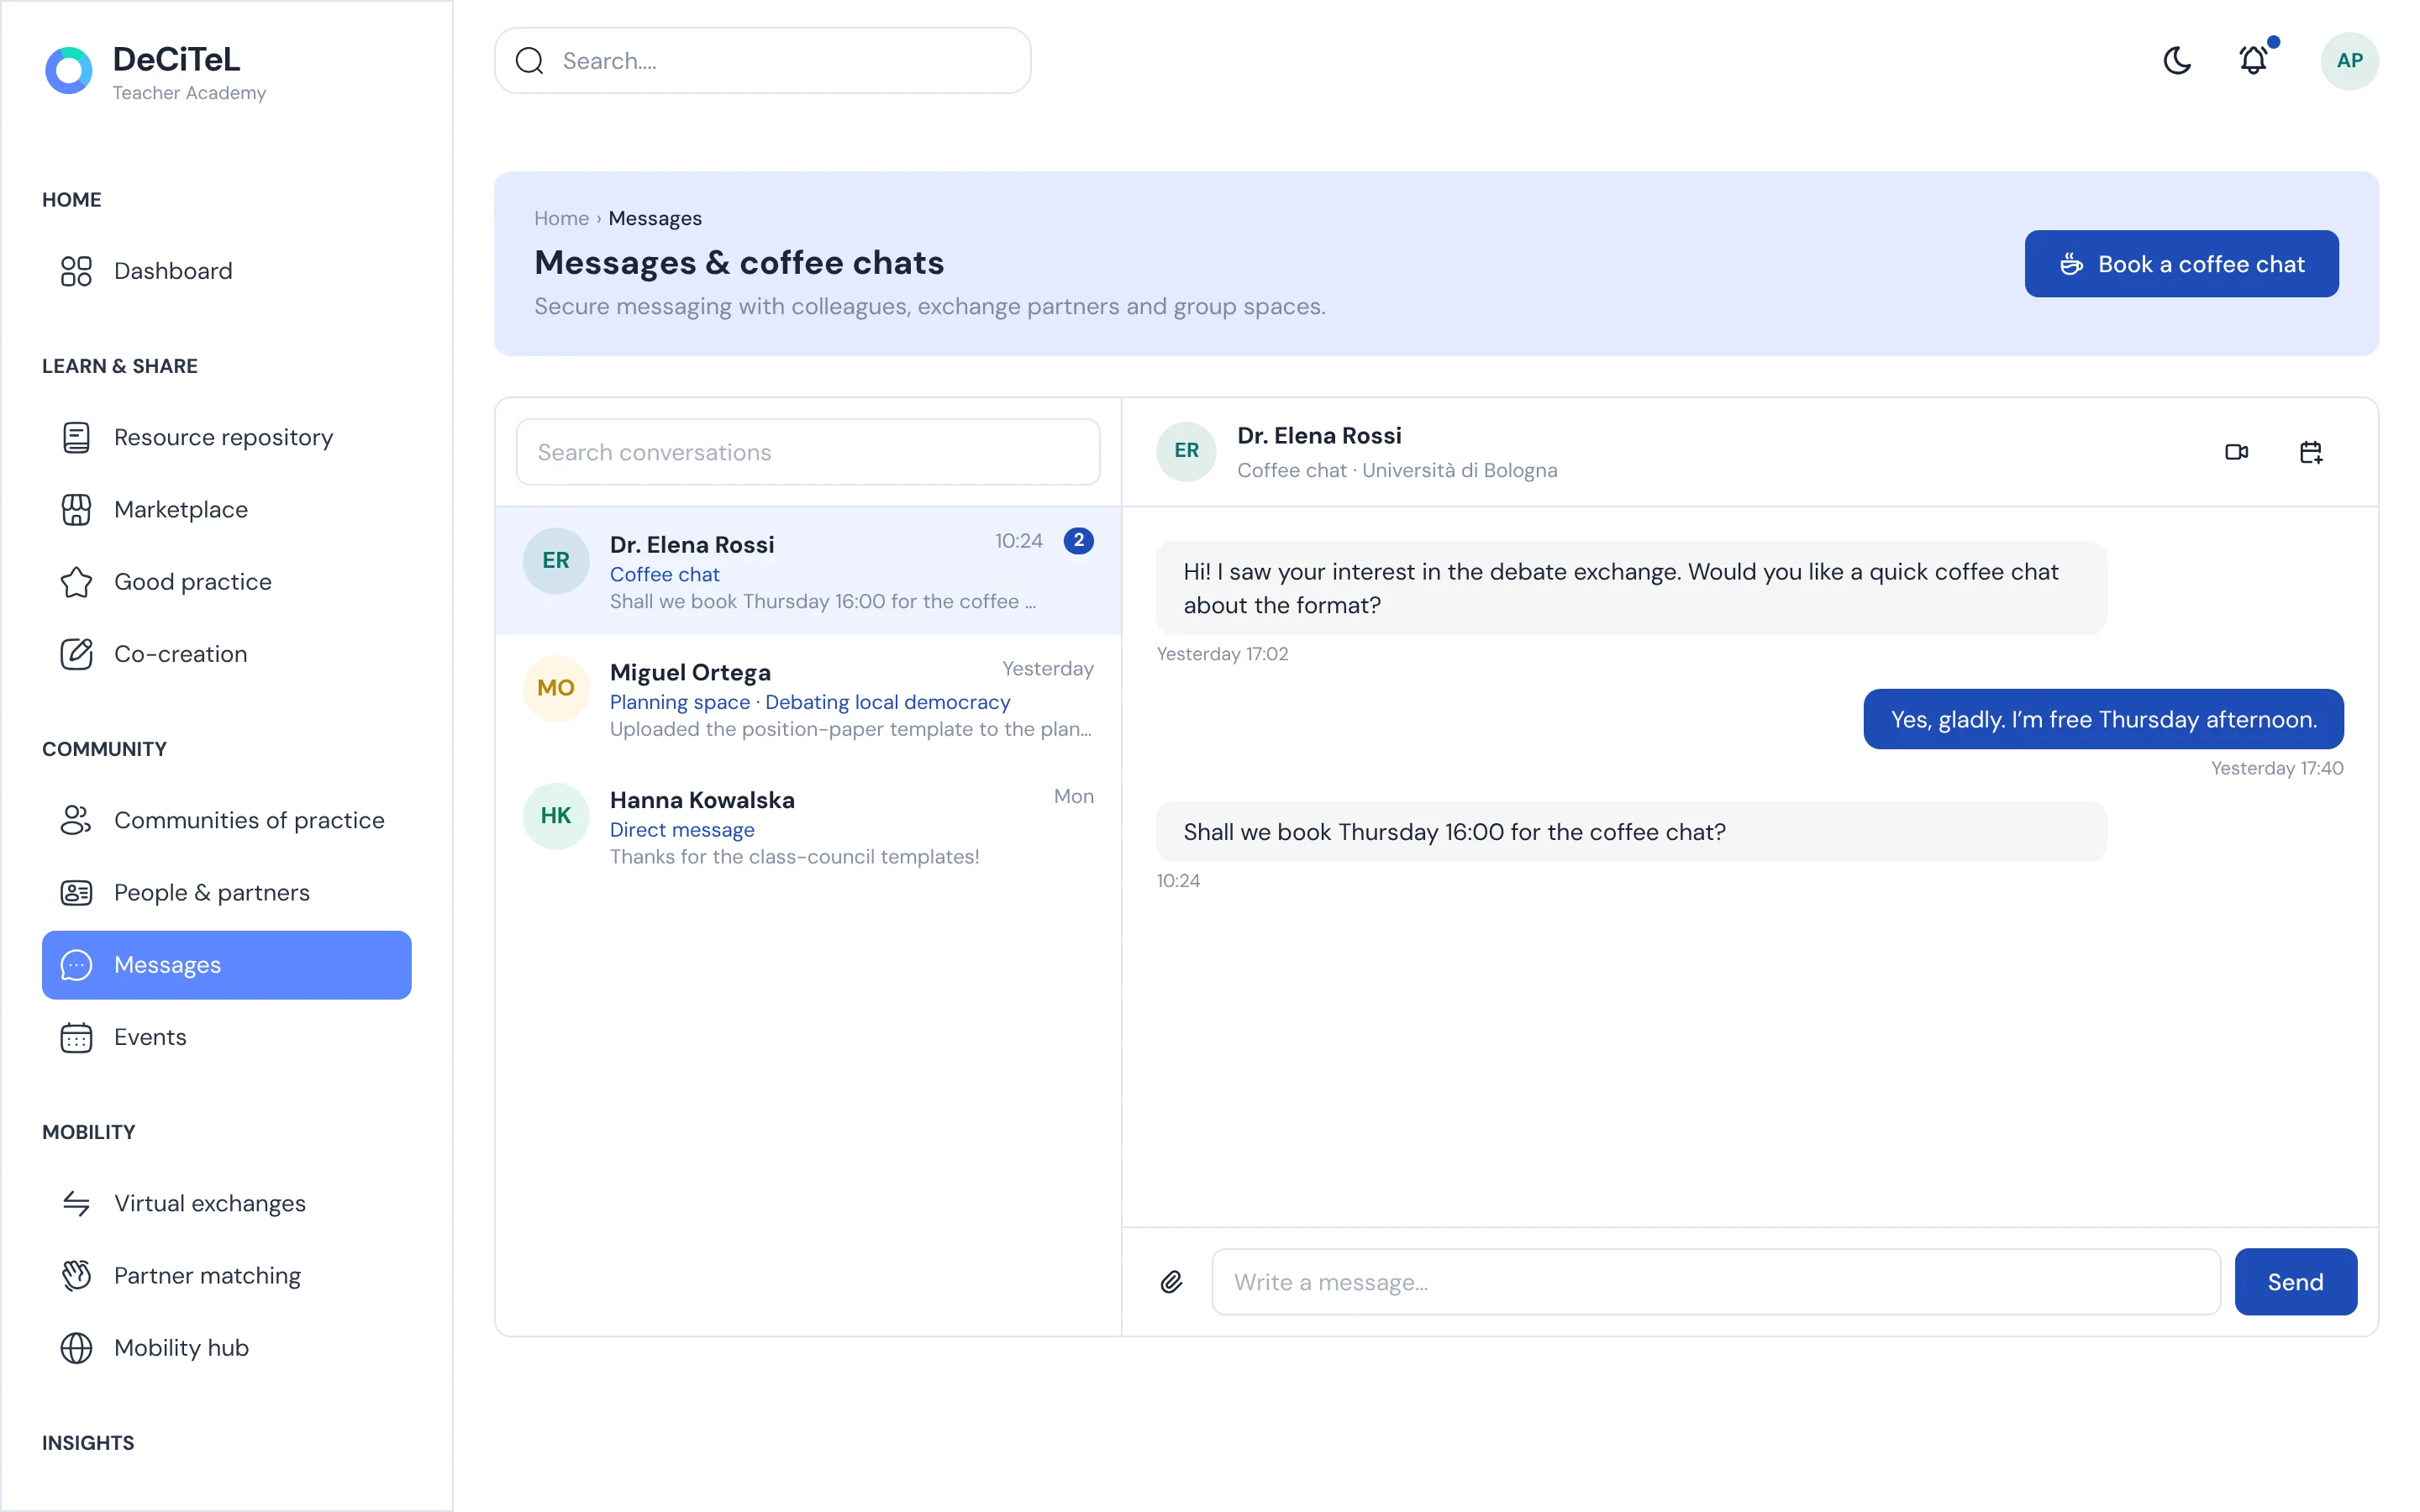 DeCiTeL
Teacher Academy
HOME
Dashboard
LEARN & SHARE
Resource repository
Marketplace
Good practice
Co-creation
COMMUNITY
Communities of practice
People & partners
Messages
Events
MOBILITY
Virtual exchanges
Partner matching
Mobility hub
INSIGHTS
Search....
AP
Home › Messages
Messages & coffee chats
Secure messaging with colleagues, exchange partners and group spaces.
Book a coffee chat
Search conversations
ER
Dr. Elena Rossi
10:24
2
Coffee chat
Shall we book Thursday 16:00 for the coffee ...
MO
Miguel Ortega
Yesterday
Planning space · Debating local democracy
Uploaded the position-paper template to the plan...
HK
Hanna Kowalska
Mon
Direct message
Thanks for the class-council templates!
ER
Dr. Elena Rossi
Coffee chat · Università di Bologna
Hi! I saw your interest in the debate exchange. Would you like a quick coffee chat
about the format?
Yesterday 17:02
Yes, gladly. I’m free Thursday afternoon.
Yesterday 17:40
Shall we book Thursday 16:00 for the coffee chat?
10:24
Write a message...
Send